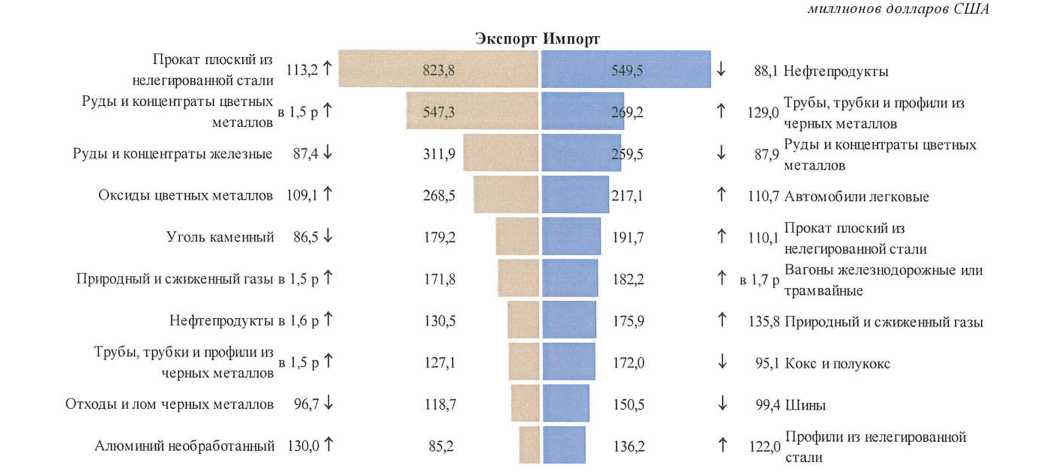 миллионов долларов США
Экспорт Импорт
Прокат плоский из
нелегированной стали 113,2 ↑ 823,8 549,5 ↓ 88,1 Нефтепродукты
Руды и концентраты цветных
металлов в 1,5 р ↑ 547,3 269,2 ↑ 129,0 Трубы, трубки и профили из
черных металлов
Руды и концентраты железные 87,4 ↓ 311,9 259,5 ↓ 87,9 Руды и концентраты цветных
металлов
Оксиды цветных металлов 109,1 ↑ 268,5 217,1 ↑ 110,7 Автомобили легковые
Уголь каменный 86,5 ↓ 179,2 191,7 ↑ 110,1 Прокат плоский из
нелегированной стали
Природный и сжиженный газы в 1,5 р ↑ 171,8 182,2 ↑ в 1,7 р Вагоны железнодорожные или
трамвайные
Нефтепродукты в 1,6 р ↑ 130,5 175,9 ↑ 135,8 Природный и сжиженный газы
Трубы, трубки и профили из
черных металлов в 1,5 р ↑ 127,1 172,0 ↓ 95,1 Кокс и полукокс
Отходы и лом черных металлов 96,7 ↓ 118,7 150,5 ↓ 99,4 Шины
Алюминий необработанный 130,0 ↑ 85,2 136,2 ↑ 122,0 Профили из нелегированной
стали